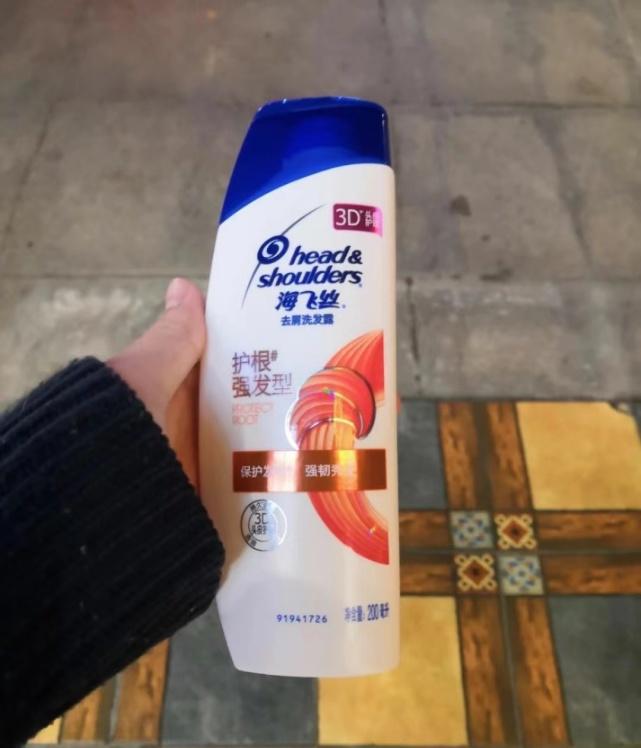 3D
head &
shoulders
海飞丝
去屑洗发露
护根#
强发型
PROTECT
ROOT
保护发 强韧秀
3D
91941726 净含量: 200毫升